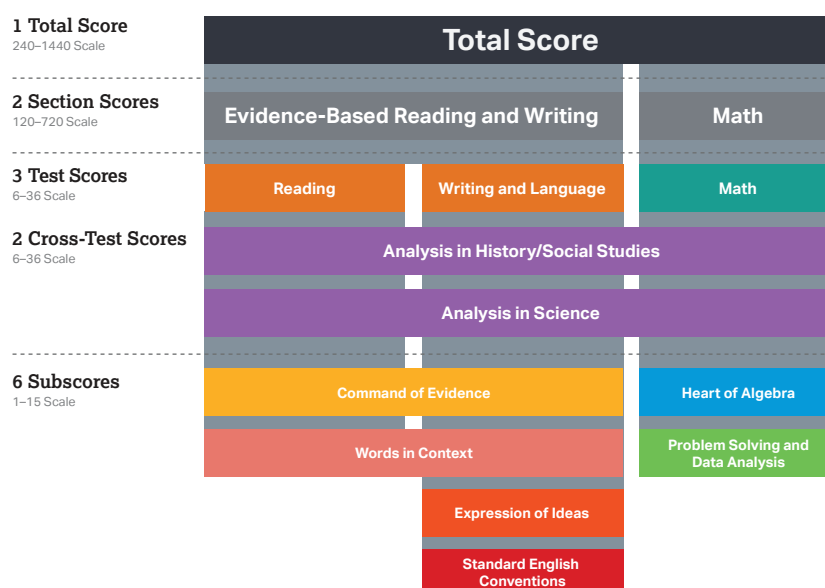 1 Total Score
240–1440 Scale
Total Score
2 Section Scores
120–720 Scale
Evidence-Based Reading and Writing
Math
3 Test Scores
6–36 Scale
Reading
Writing and Language
Math
2 Cross-Test Scores
6–36 Scale
Analysis in History/Social Studies
Analysis in Science
6 Subscores
1–15 Scale
Command of Evidence
Heart of Algebra
Words in Context
Problem Solving and
Data Analysis
Expression of Ideas
Standard English
Conventions